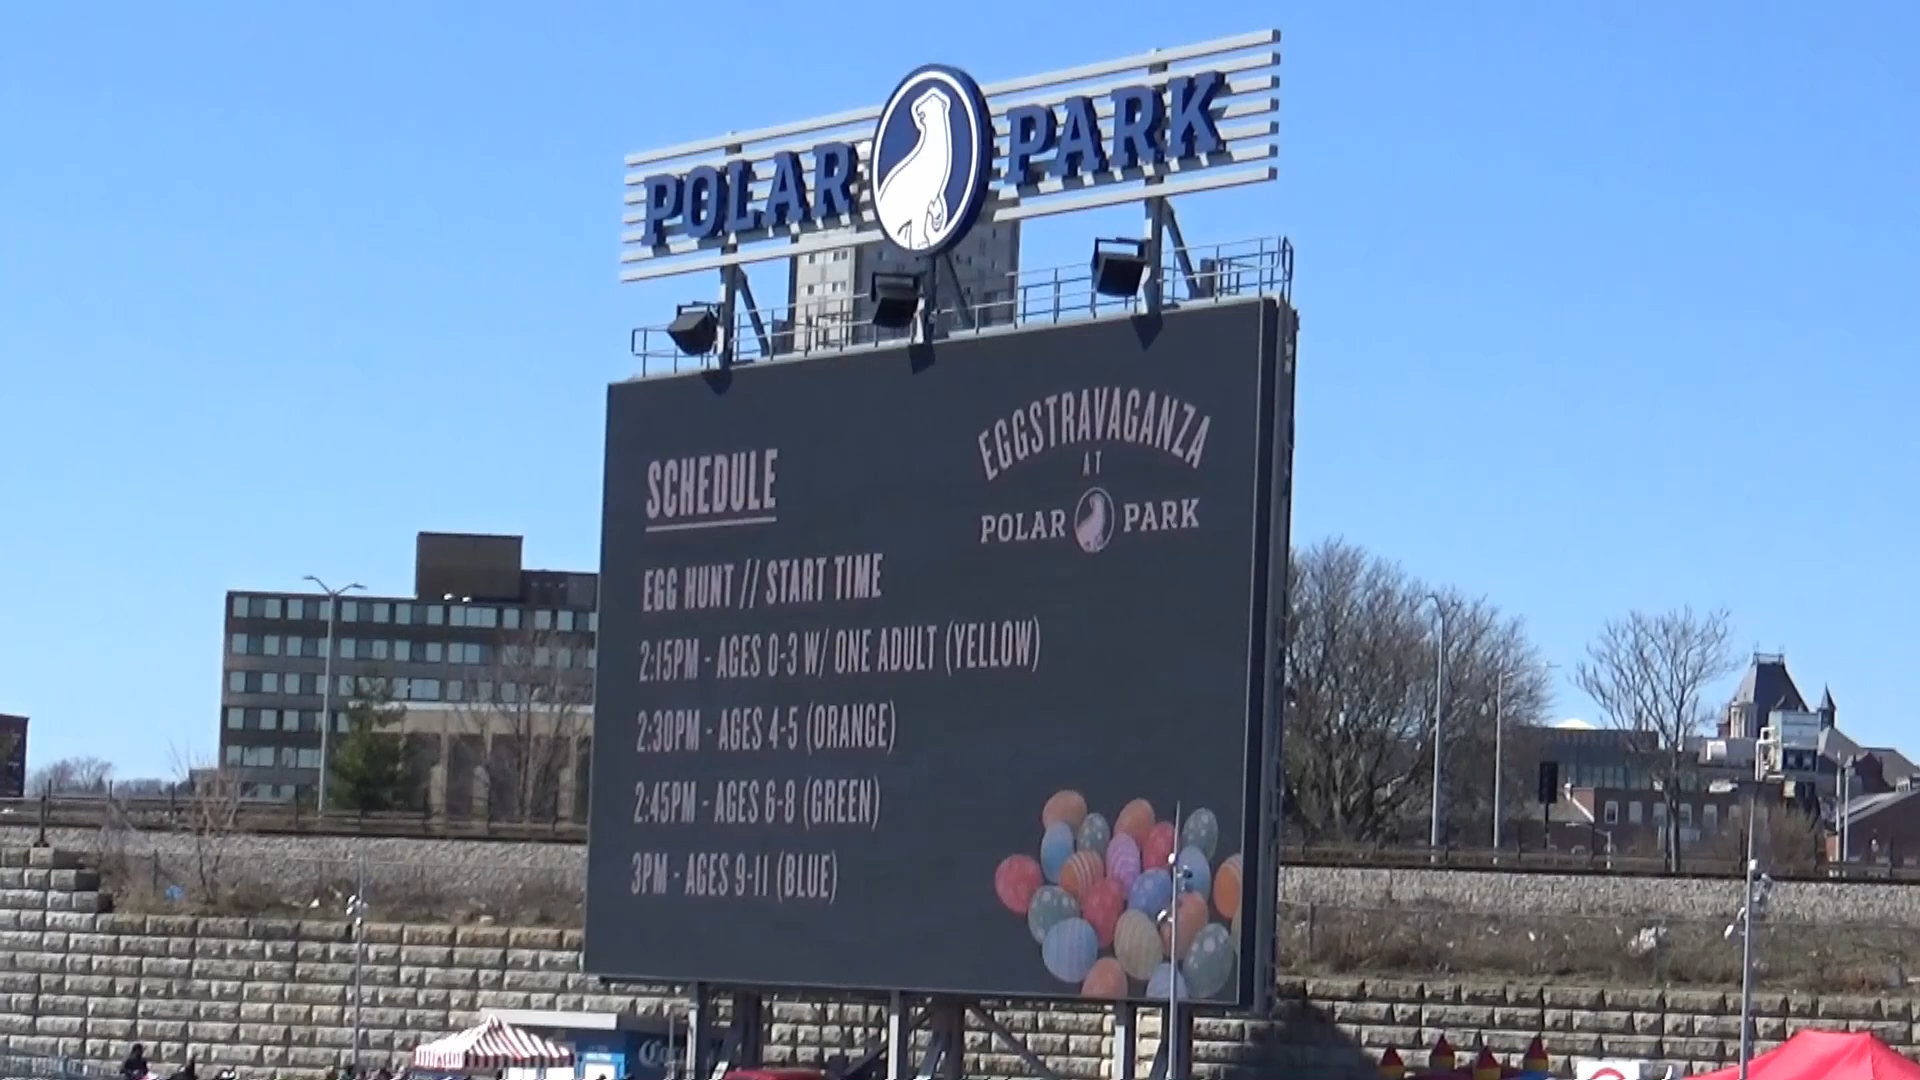 POLAR PARK
EGGSTRAVAGANZA
AT
POLAR PARK
SCHEDULE
EGG HUNT // START TIME
2:15PM - AGES 0-3 W/ ONE ADULT (YELLOW)
2:30PM - AGES 4-5 (ORANGE)
2:45PM - AGES 6-8 (GREEN)
3PM - AGES 9-11 (BLUE)